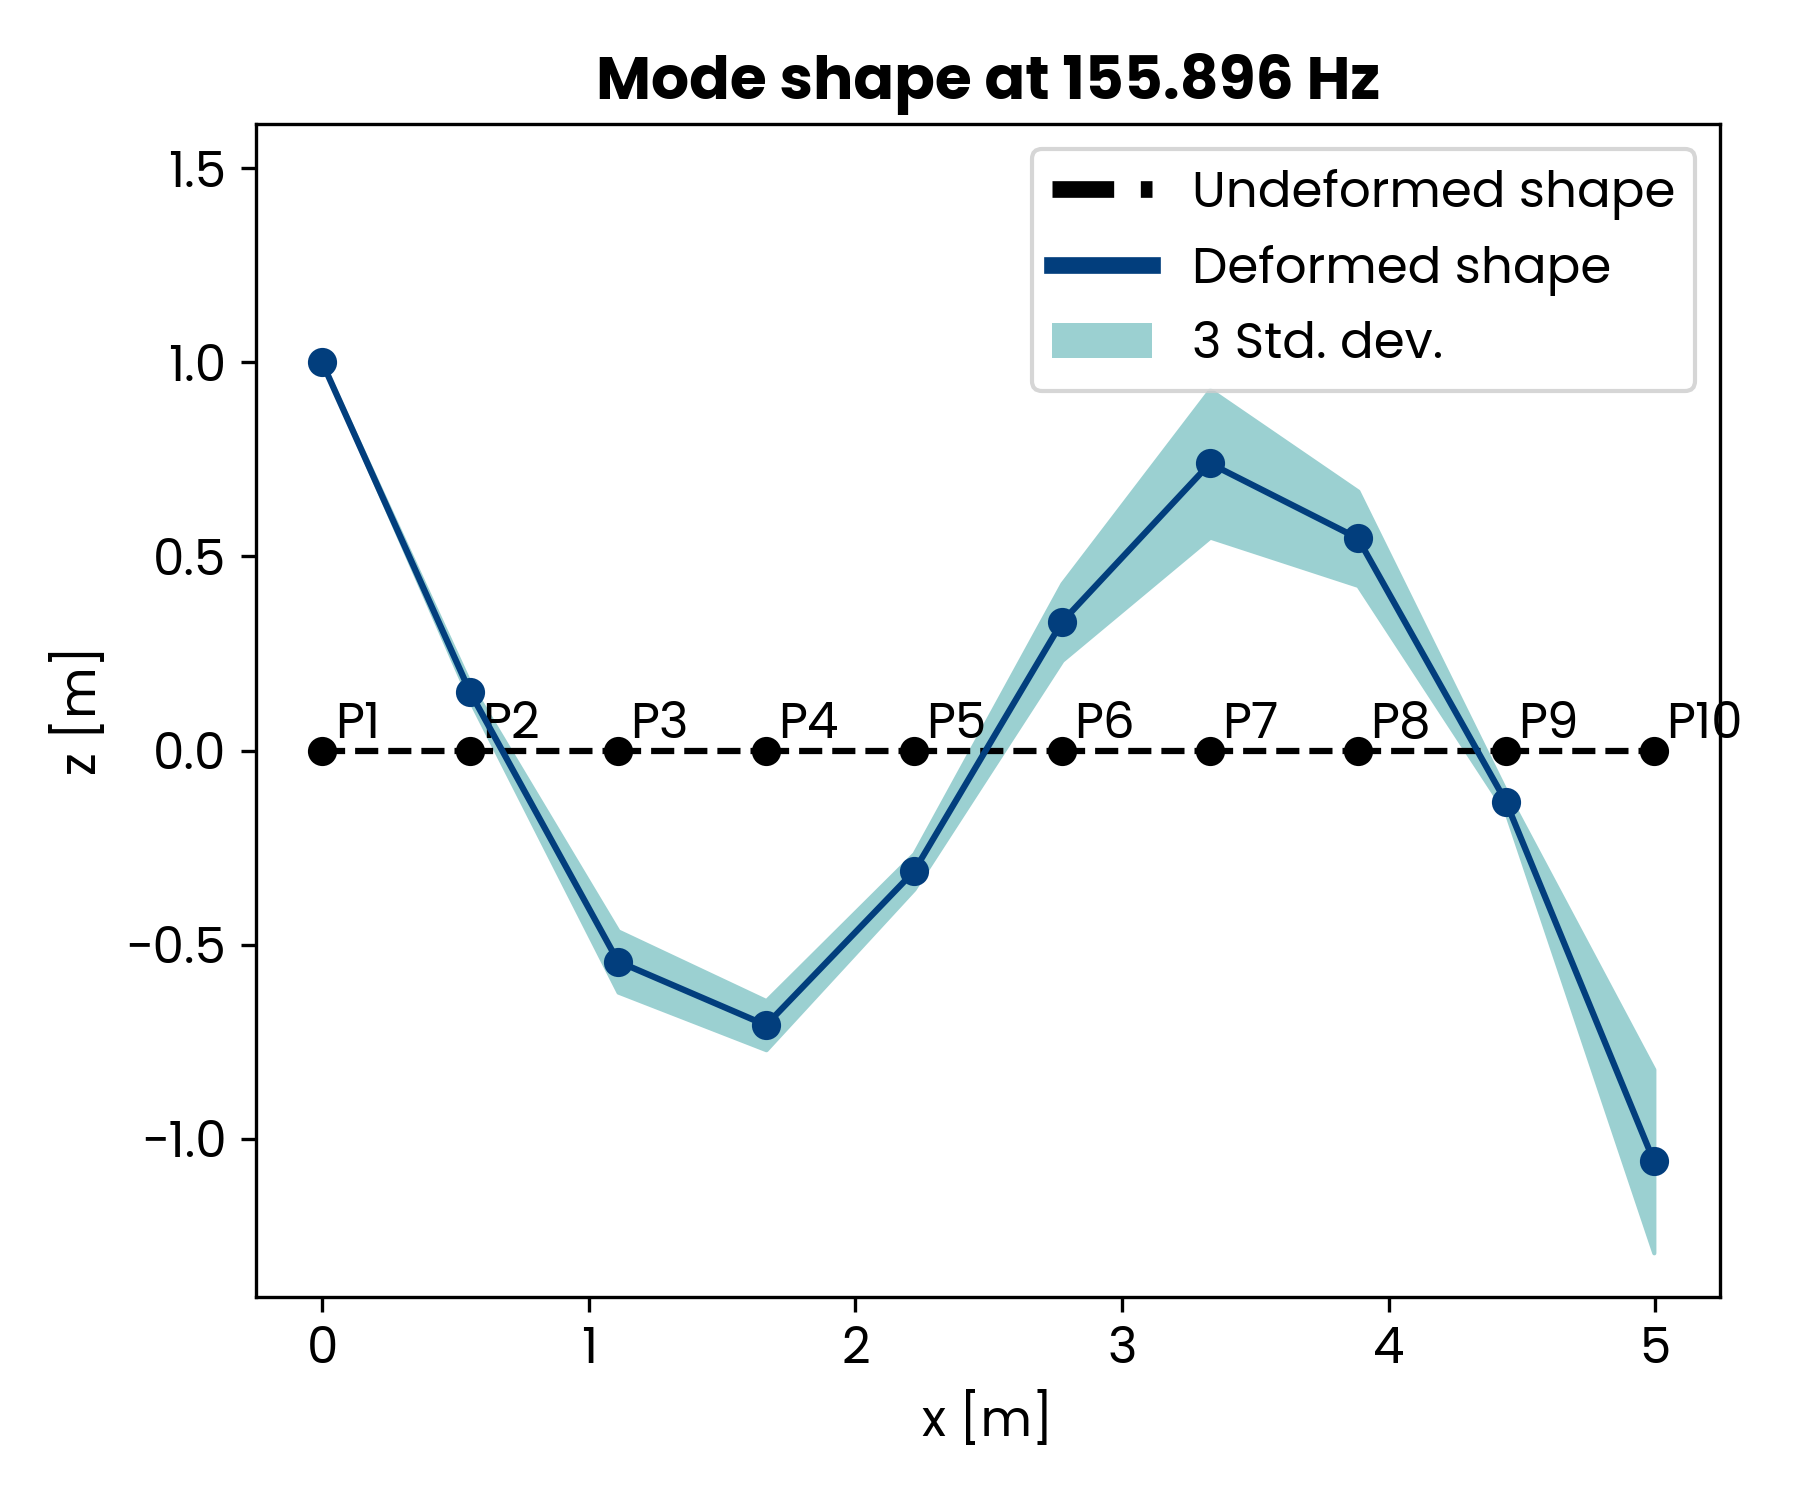 Mode shape at 155.896 Hz
Undeformed shape
Deformed shape
3 Std. dev.
1.5
1.0
0.5
0.0
−0.5
−1.0
z [m]
P1 P2 P3 P4 P5 P6 P7 P8 P9 P10
0 1 2 3 4 5
x [m]